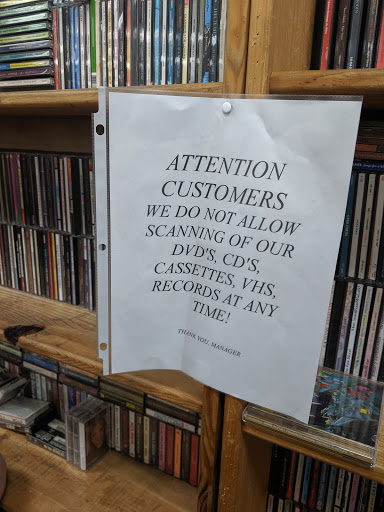 ATTENTION
CUSTOMERS
WE DO NOT ALLOW
SCANNING OF OUR
DVD'S, CD'S,
CASSETTES, VHS,
RECORDS AT ANY
TIME!
THANK YOU, MANAGER